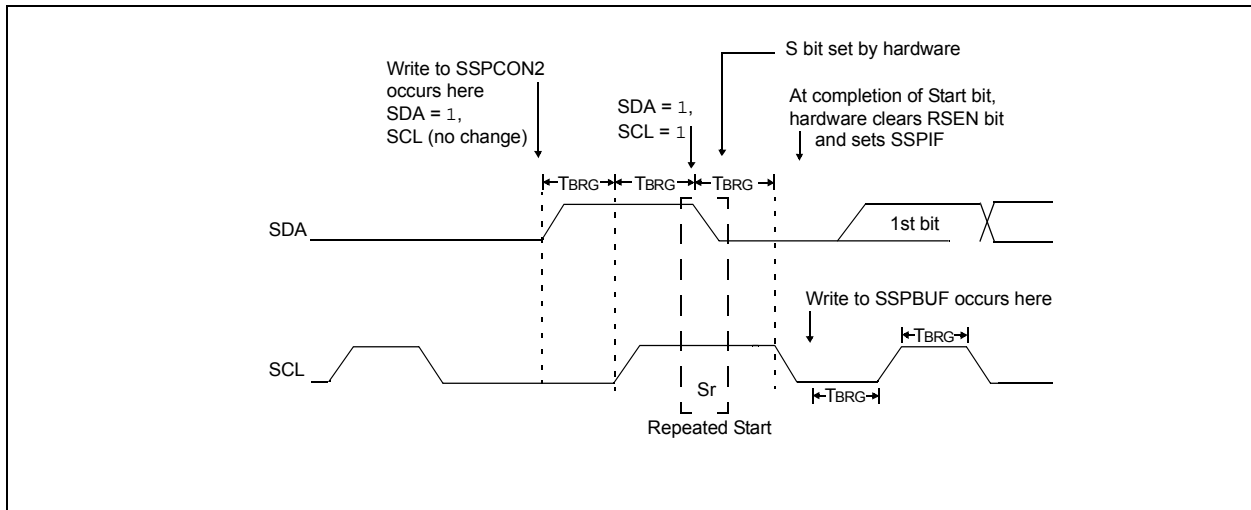 S bit set by hardware
Write to SSPCON2
occurs here
SDA = 1,
SCL (no change)
SDA = 1,
SCL = 1
At completion of Start bit,
hardware clears RSEN bit
and sets SSPIF
TBRG TBRG TBRG
SDA
1st bit
Write to SSPBUF occurs here
TBRG
SCL
Sr
TBRG
Repeated Start